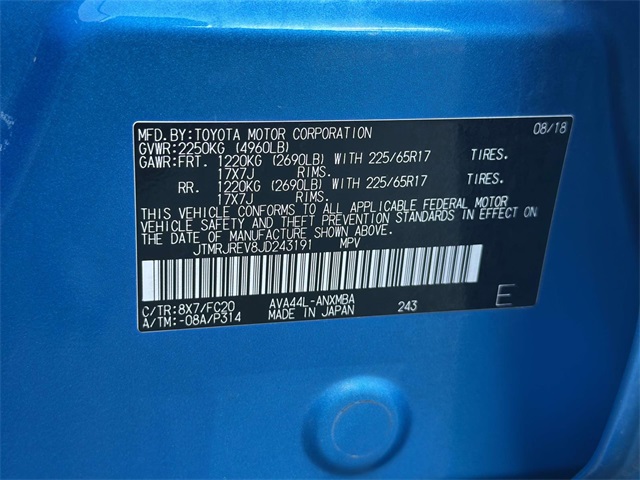 MFD.BY:TOYOTA MOTOR CORPORATION 08/18
GVWR:2250KG (4960LB)
GAWR:FRT. 1220KG (2690LB) WITH 225/65R17 TIRES.
17X7J RIMS.
RR. 1220KG (2690LB) WITH 225/65R17 TIRES.
17X7J RIMS.
THIS VEHICLE CONFORMS TO ALL APPLICABLE FEDERAL MOTOR
VEHICLE SAFETY AND THEFT PREVENTION STANDARDS IN EFFECT ON
THE DATE OF MANUFACTURE SHOWN ABOVE.
JTMRJREV8JD243191 MPV
C/TR:8X7/FC20 AVA44L-ANXMBA 243 E
A/TM:-08A/P314 MADE IN JAPAN